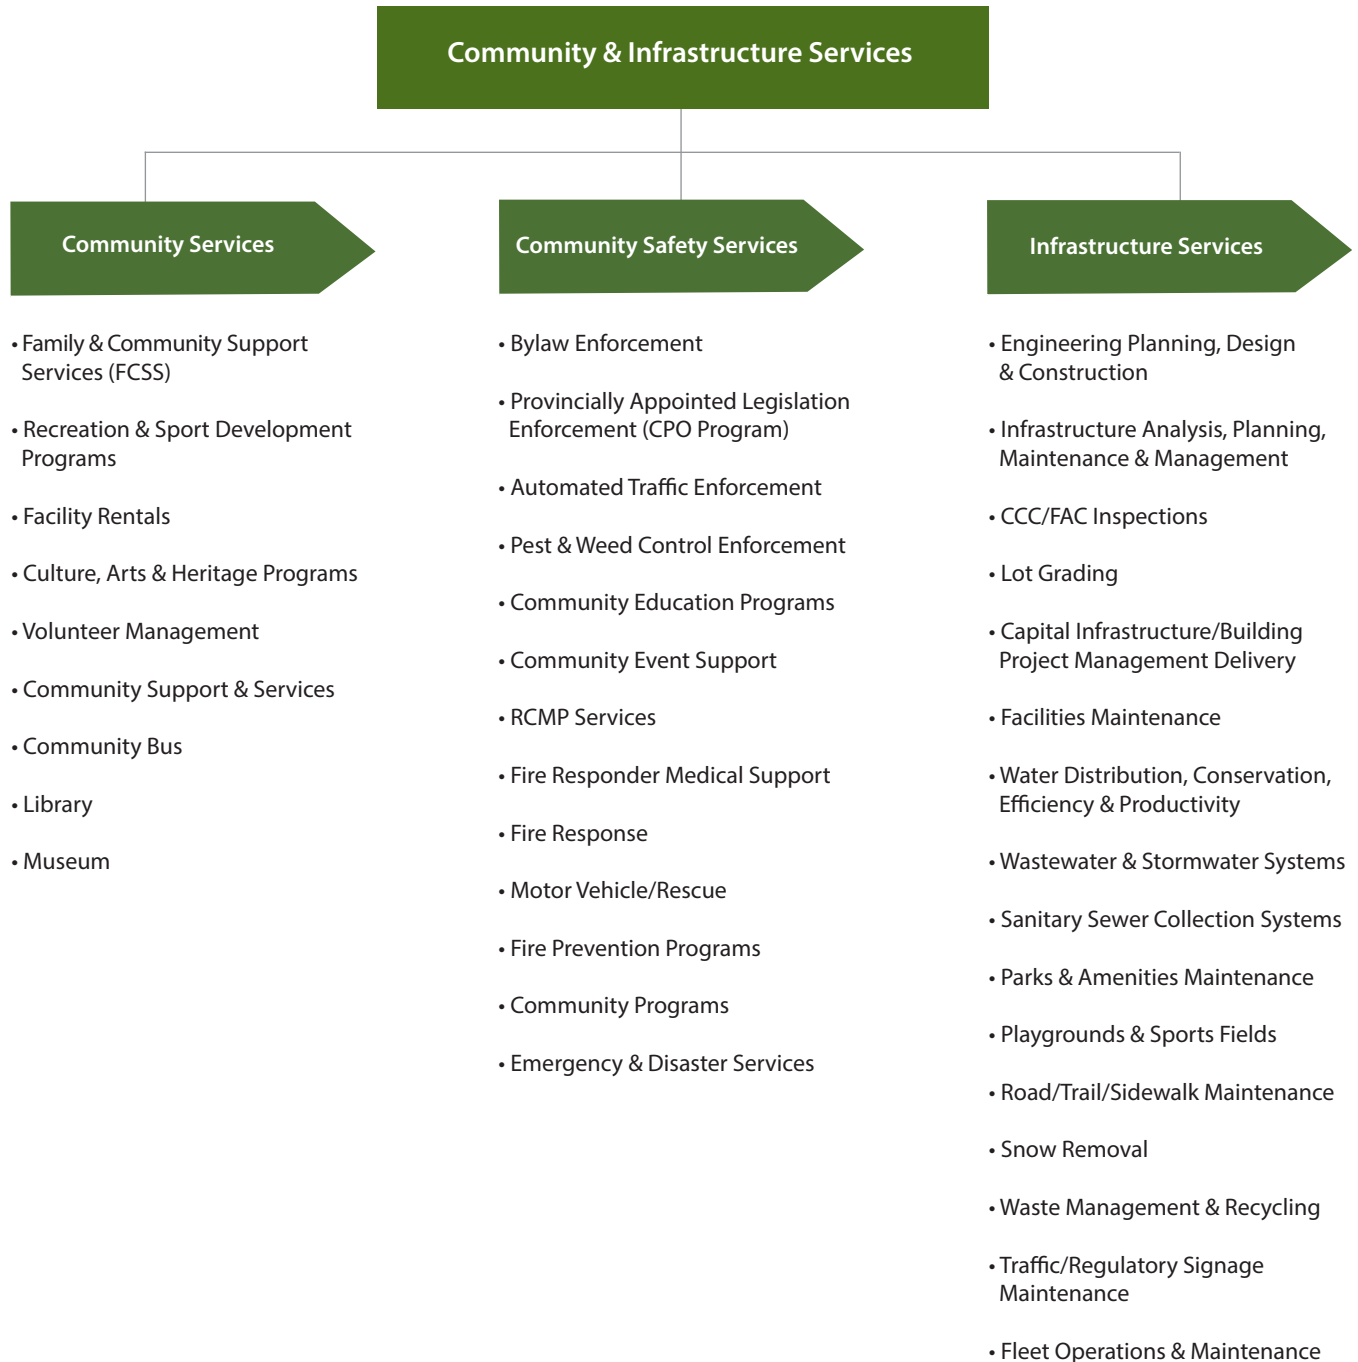 Community & Infrastructure Services
Community Services
• Family & Community Support
Services (FCSS)
• Recreation & Sport Development
Programs
• Facility Rentals
• Culture, Arts & Heritage Programs
• Volunteer Management
• Community Support & Services
• Community Bus
• Library
• Museum
Community Safety Services
• Bylaw Enforcement
• Provincially Appointed Legislation
Enforcement (CPO Program)
• Automated Traffic Enforcement
• Pest & Weed Control Enforcement
• Community Education Programs
• Community Event Support
• RCMP Services
• Fire Responder Medical Support
• Fire Response
• Motor Vehicle/Rescue
• Fire Prevention Programs
• Community Programs
• Emergency & Disaster Services
Infrastructure Services
• Engineering Planning, Design
& Construction
• Infrastructure Analysis, Planning,
Maintenance & Management
• CCC/FAC Inspections
• Lot Grading
• Capital Infrastructure/Building
Project Management Delivery
• Facilities Maintenance
• Water Distribution, Conservation,
Efficiency & Productivity
• Wastewater & Stormwater Systems
• Sanitary Sewer Collection Systems
• Parks & Amenities Maintenance
• Playgrounds & Sports Fields
• Road/Trail/Sidewalk Maintenance
• Snow Removal
• Waste Management & Recycling
• Traffic/Regulatory Signage
Maintenance
• Fleet Operations & Maintenance